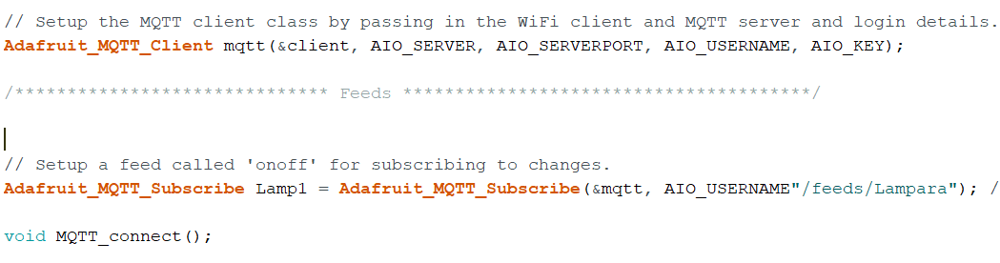 // Setup the MQTT client class by passing in the WiFi client and MQTT server and login details.
Adafruit_MQTT_Client mqtt(&client, AIO_SERVER, AIO_SERVERPORT, AIO_USERNAME, AIO_KEY);
/****************************** Feeds ***************************************/
// Setup a feed called 'onoff' for subscribing to changes.
Adafruit_MQTT_Subscribe Lamp1 = Adafruit_MQTT_Subscribe(&mqtt, AIO_USERNAME"/feeds/Lampara"); /
void MQTT_connect();